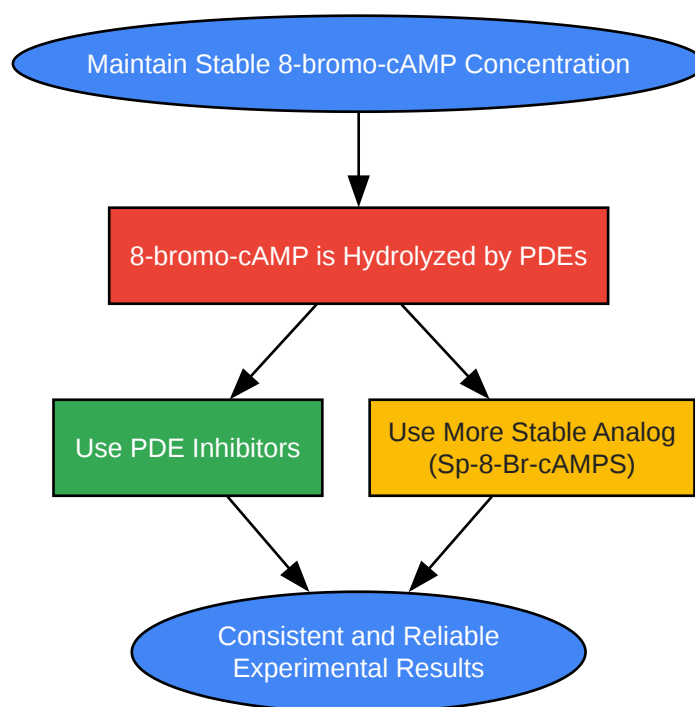 Maintain Stable 8-bromo-cAMP Concentration
8-bromo-cAMP is Hydrolyzed by PDEs
Use PDE Inhibitors
Use More Stable Analog
(Sp-8-Br-cAMPS)
Consistent and Reliable
Experimental Results